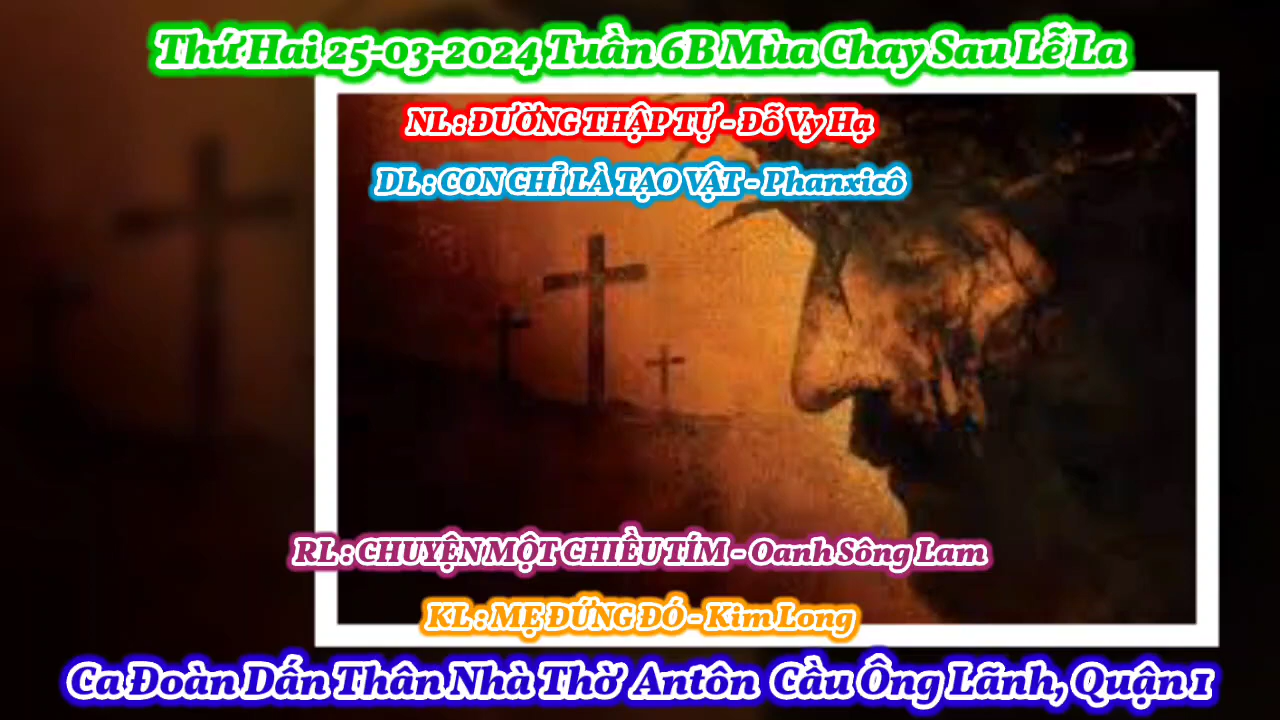 Thứ Hai 25-03-2024 Tuần 6B Mùa Chay Sau Lễ La
NL : ĐƯỜNG THẬP TỰ - Đỗ Vy Hạ
DL : CON CHỈ LÀ TẠO VẬT - Phanxicô
RL : CHUYỆN MỘT CHIỀU TÍM - Oanh Sông Lam
KL : MẸ ĐỨNG ĐÓ - Kim Long
Ca Đoàn Dấn Thân Nhà Thờ Antôn Cầu Ông Lãnh, Quận 1